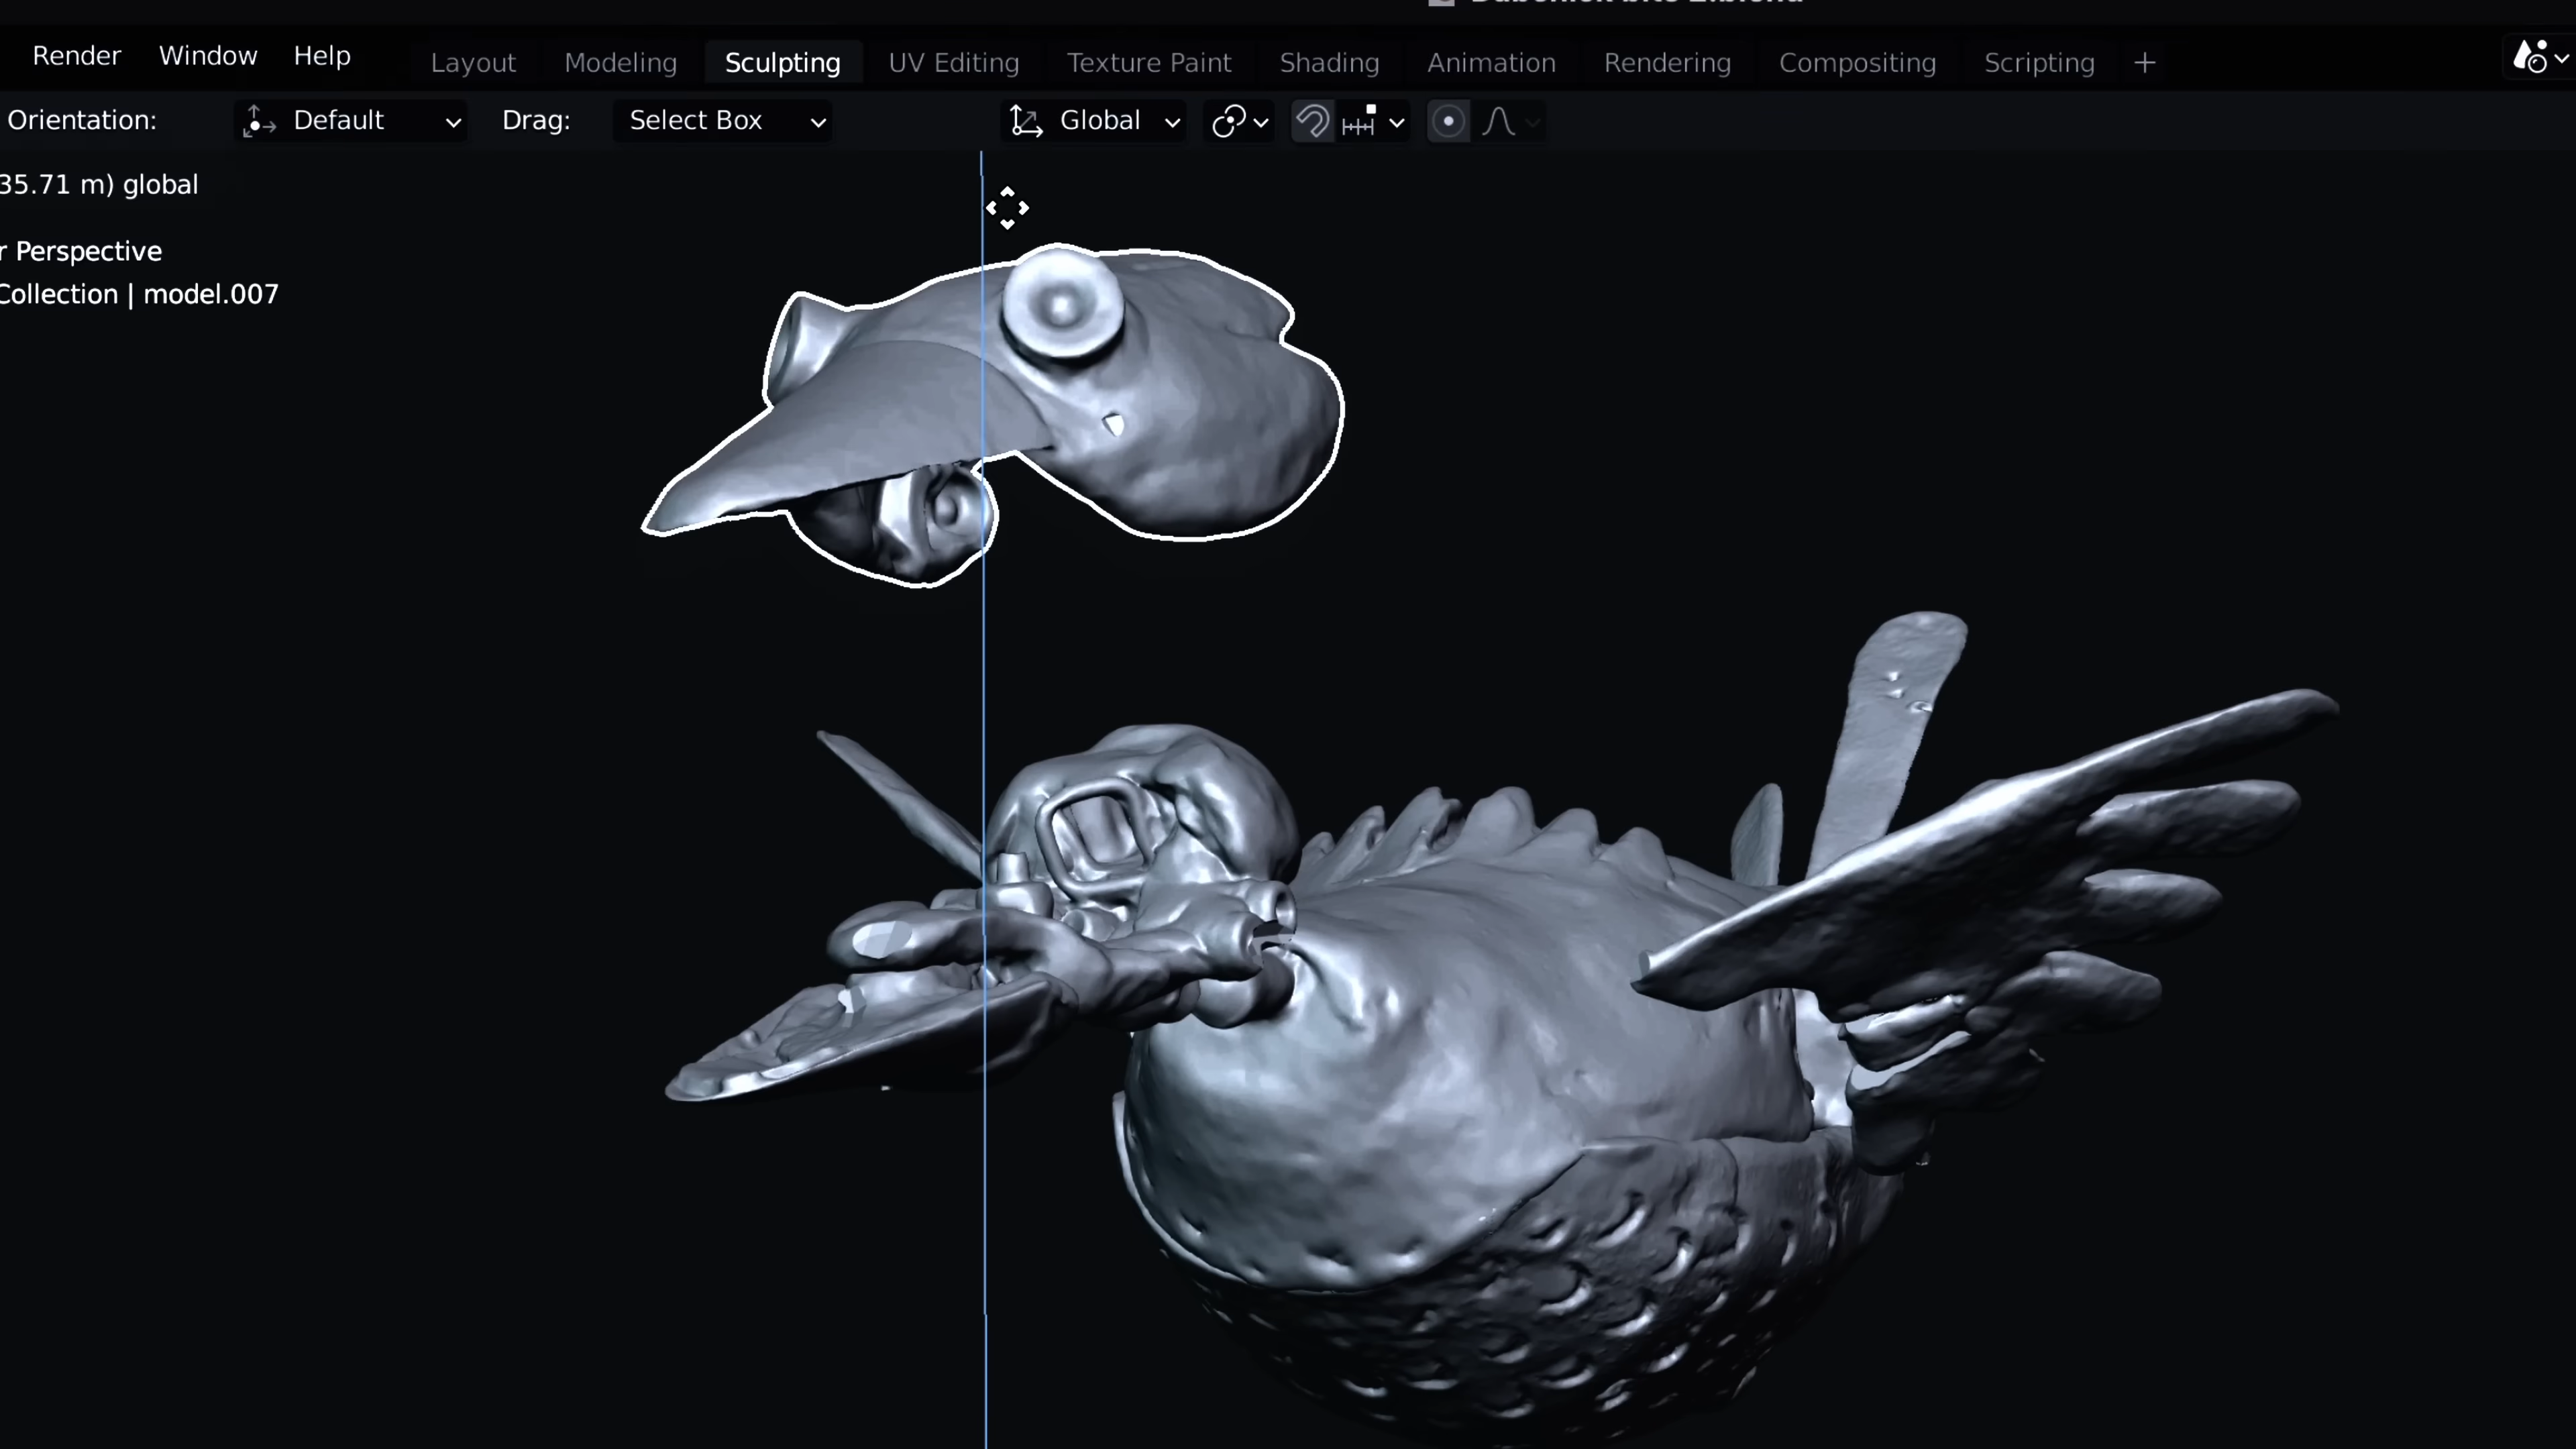 Render Window Help Layout Modeling Sculpting UV Editing Texture Paint Shading Animation Rendering Compositing Scripting +
Orientation: Default Drag: Select Box Global
35.71 m) global
r Perspective
Collection | model.007